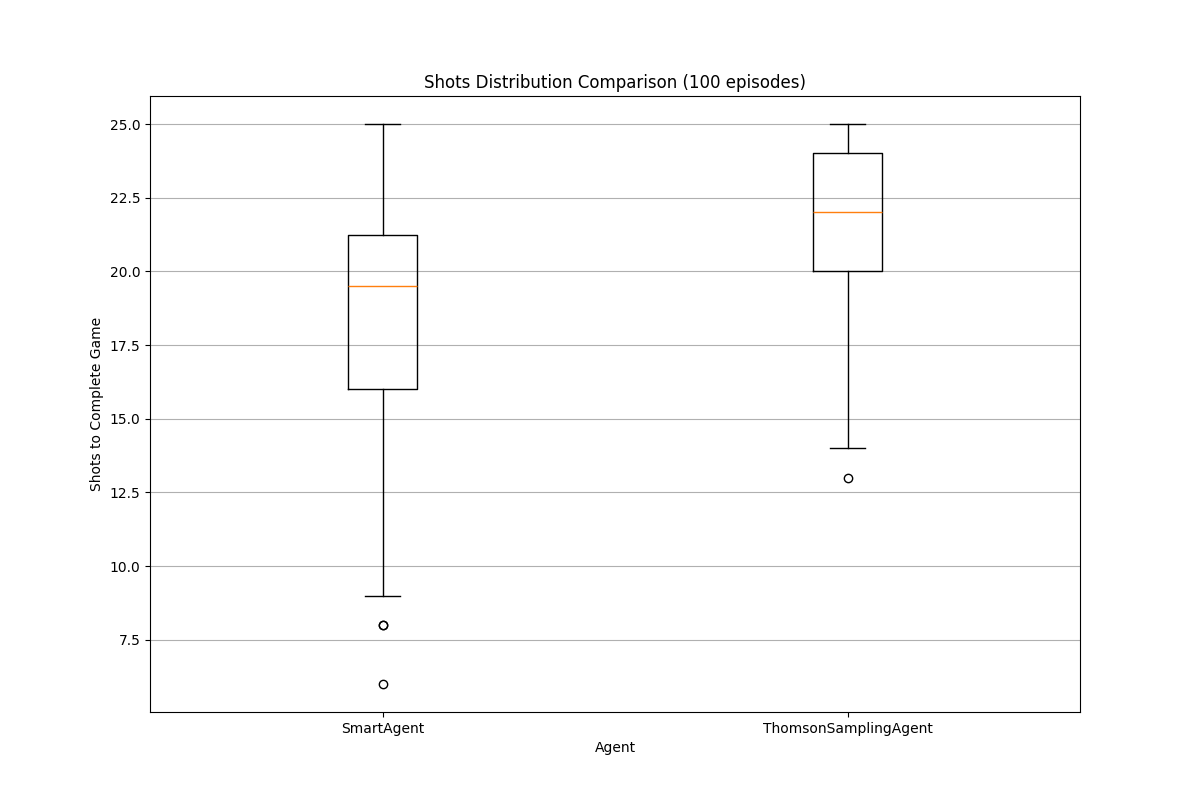 Shots Distribution Comparison (100 episodes)
25.0
22.5
20.0
17.5
15.0
12.5
10.0
7.5
Shots to Complete Game
SmartAgent
ThomsonSamplingAgent
Agent